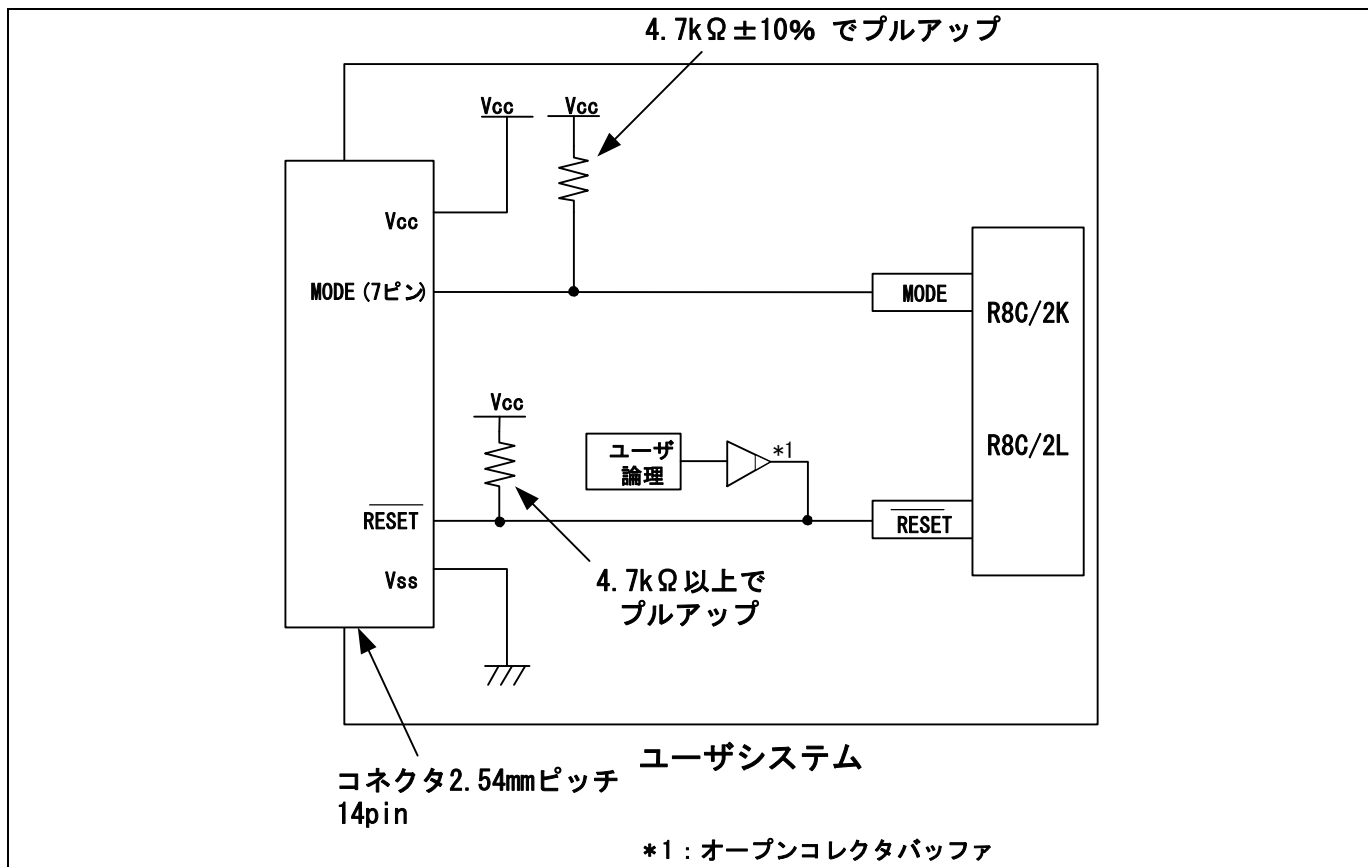 4.7kΩ±10% でプルアップ
Vcc
Vcc
Vcc
MODE (7ピン)
MODE
R8C/2K
Vcc
ユーザ
論理
*1
R8C/2L
RESET
RESET
4.7kΩ以上で
プルアップ
Vss
ユーザシステム
コネクタ2.54mmピッチ
14pin
*1：オープンコレクタバッファ